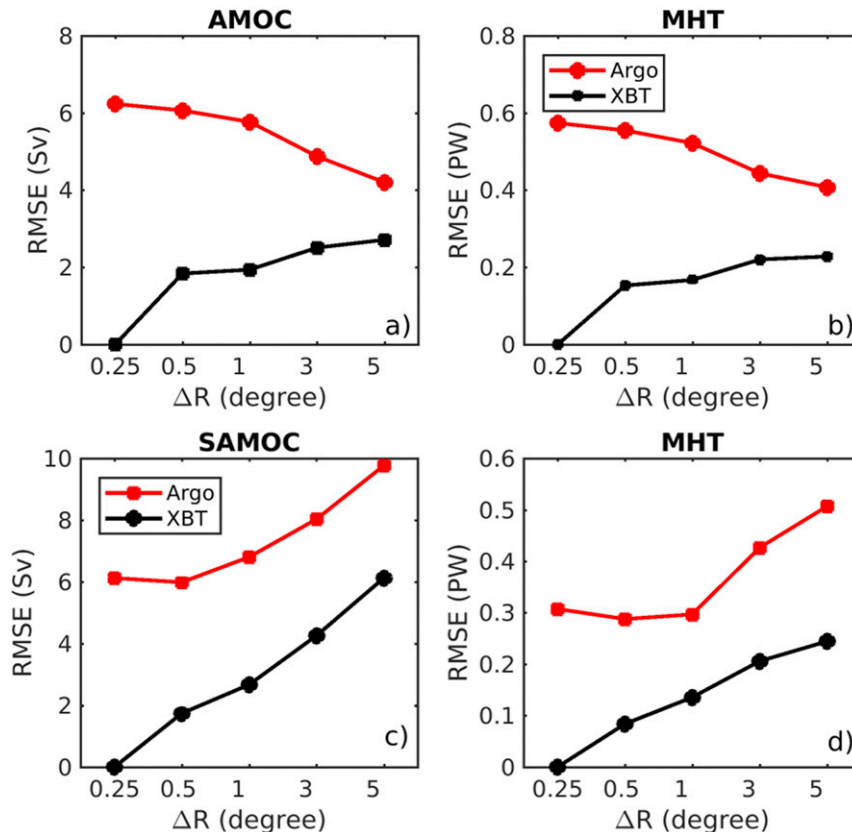 AMOC
8
6
4
2
0
RMSE (Sv)
0.25 0.5 1 3 5
ΔR (degree)
a)
MHT
0.8
0.6
0.4
0.2
0
RMSE (PW)
Argo
XBT
0.25 0.5 1 3 5
ΔR (degree)
b)
SAMOC
10
8
6
4
2
0
RMSE (Sv)
Argo
XBT
0.25 0.5 1 3 5
ΔR (degree)
c)
MHT
0.6
0.5
0.4
0.3
0.2
0.1
0
RMSE (PW)
0.25 0.5 1 3 5
ΔR (degree)
d)